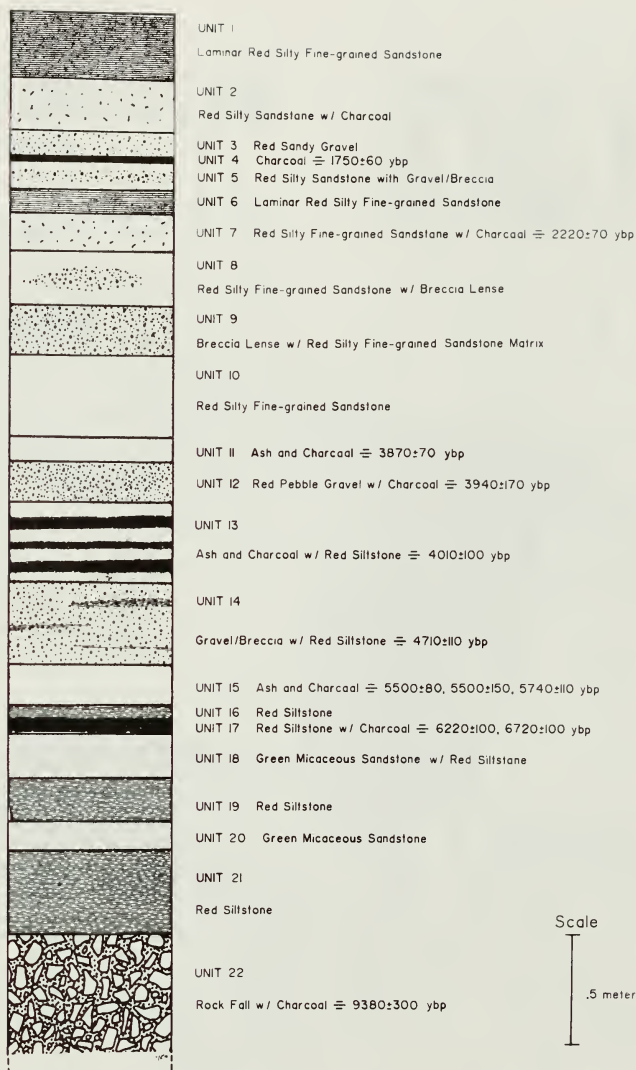 UNIT 1
Laminar Red Silty Fine-grained Sandstone
UNIT 2
Red Silty Sandstone w/ Charcoal
UNIT 3 Red Sandy Gravel
UNIT 4 Charcoal ≐ 1750±60 ybp
UNIT 5 Red Silty Sandstone with Gravel/Breccia
UNIT 6 Laminar Red Silty Fine-grained Sandstone
UNIT 7 Red Silty Fine-grained Sandstone w/ Charcoal ≐ 2220±70 ybp
UNIT 8
Red Silty Fine-grained Sandstone w/ Breccia Lense
UNIT 9
Breccia Lense w/ Red Silty Fine-grained Sandstone Matrix
UNIT 10
Red Silty Fine-grained Sandstone
UNIT 11 Ash and Charcoal ≐ 3870±70 ybp
UNIT 12 Red Pebble Gravel w/ Charcoal ≐ 3940±170 ybp
UNIT 13
Ash and Charcoal w/ Red Siltstone ≐ 4010±100 ybp
UNIT 14
Gravel/Breccia w/ Red Siltstone ≐ 4710±110 ybp
UNIT 15 Ash and Charcoal ≐ 5500±80, 5500±150, 5740±110 ybp
UNIT 16 Red Siltstone
UNIT 17 Red Siltstone w/ Charcoal ≐ 6220±100, 6720±100 ybp
UNIT 18 Green Micaceous Sandstone w/ Red Siltstone
UNIT 19 Red Siltstone
UNIT 20 Green Micaceous Sandstone
UNIT 21
Red Siltstone
Scale
.5 meter
UNIT 22
Rock Fall w/ Charcoal ≐ 9380±300 ybp